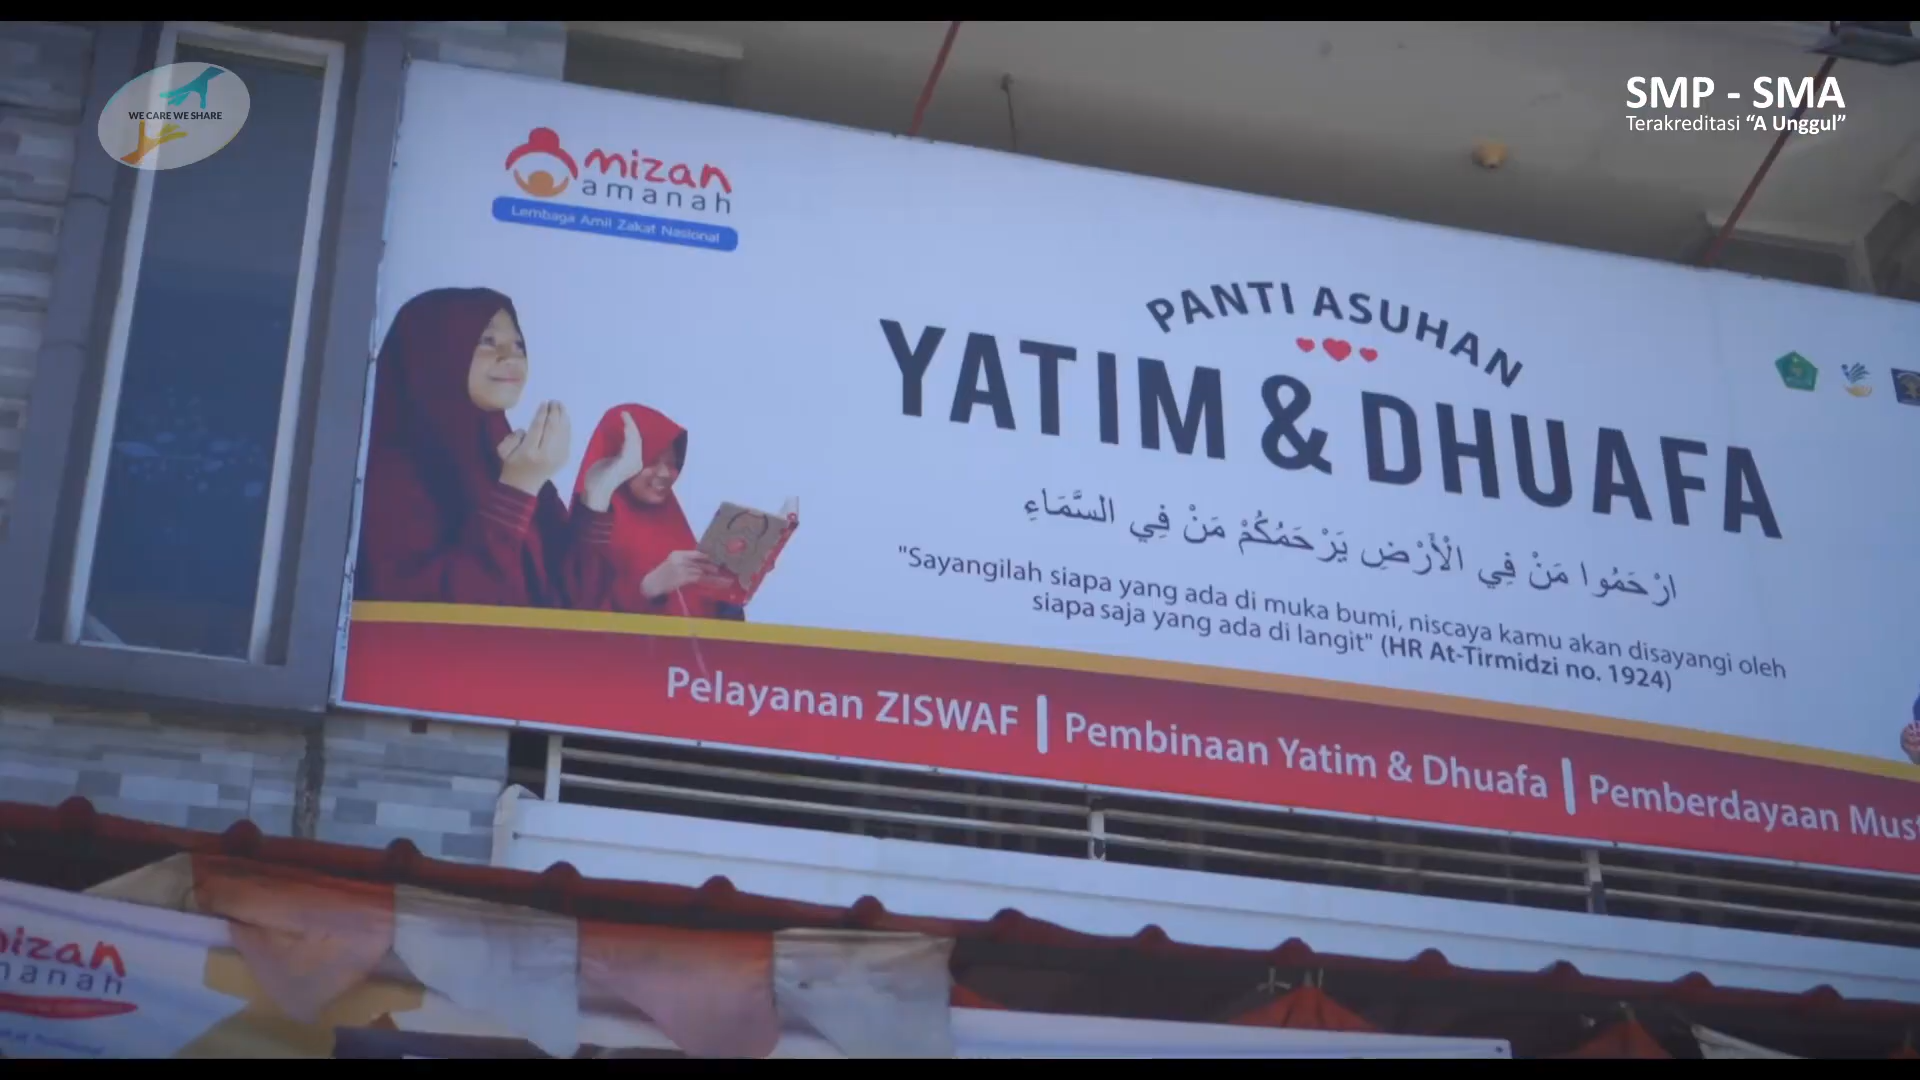 WE CARE WE SHARE
SMP - SMA
Terakreditasi “A Unggul”
mizan
amanah
Lembaga Amil Zakat Nasional
PANTI ASUHAN
YATIM & DHUAFA
ارْحَمُوا مَنْ فِي الْأَرْضِ يَرْحَمُكُمْ مَنْ فِي السَّمَاءِ
"Sayangilah siapa yang ada di muka bumi, niscaya kamu akan disayangi oleh
siapa saja yang ada di langit" (HR At-Tirmidzi no. 1924)
Pelayanan ZISWAF | Pembinaan Yatim & Dhuafa | Pemberdayaan Must
mizan
manah